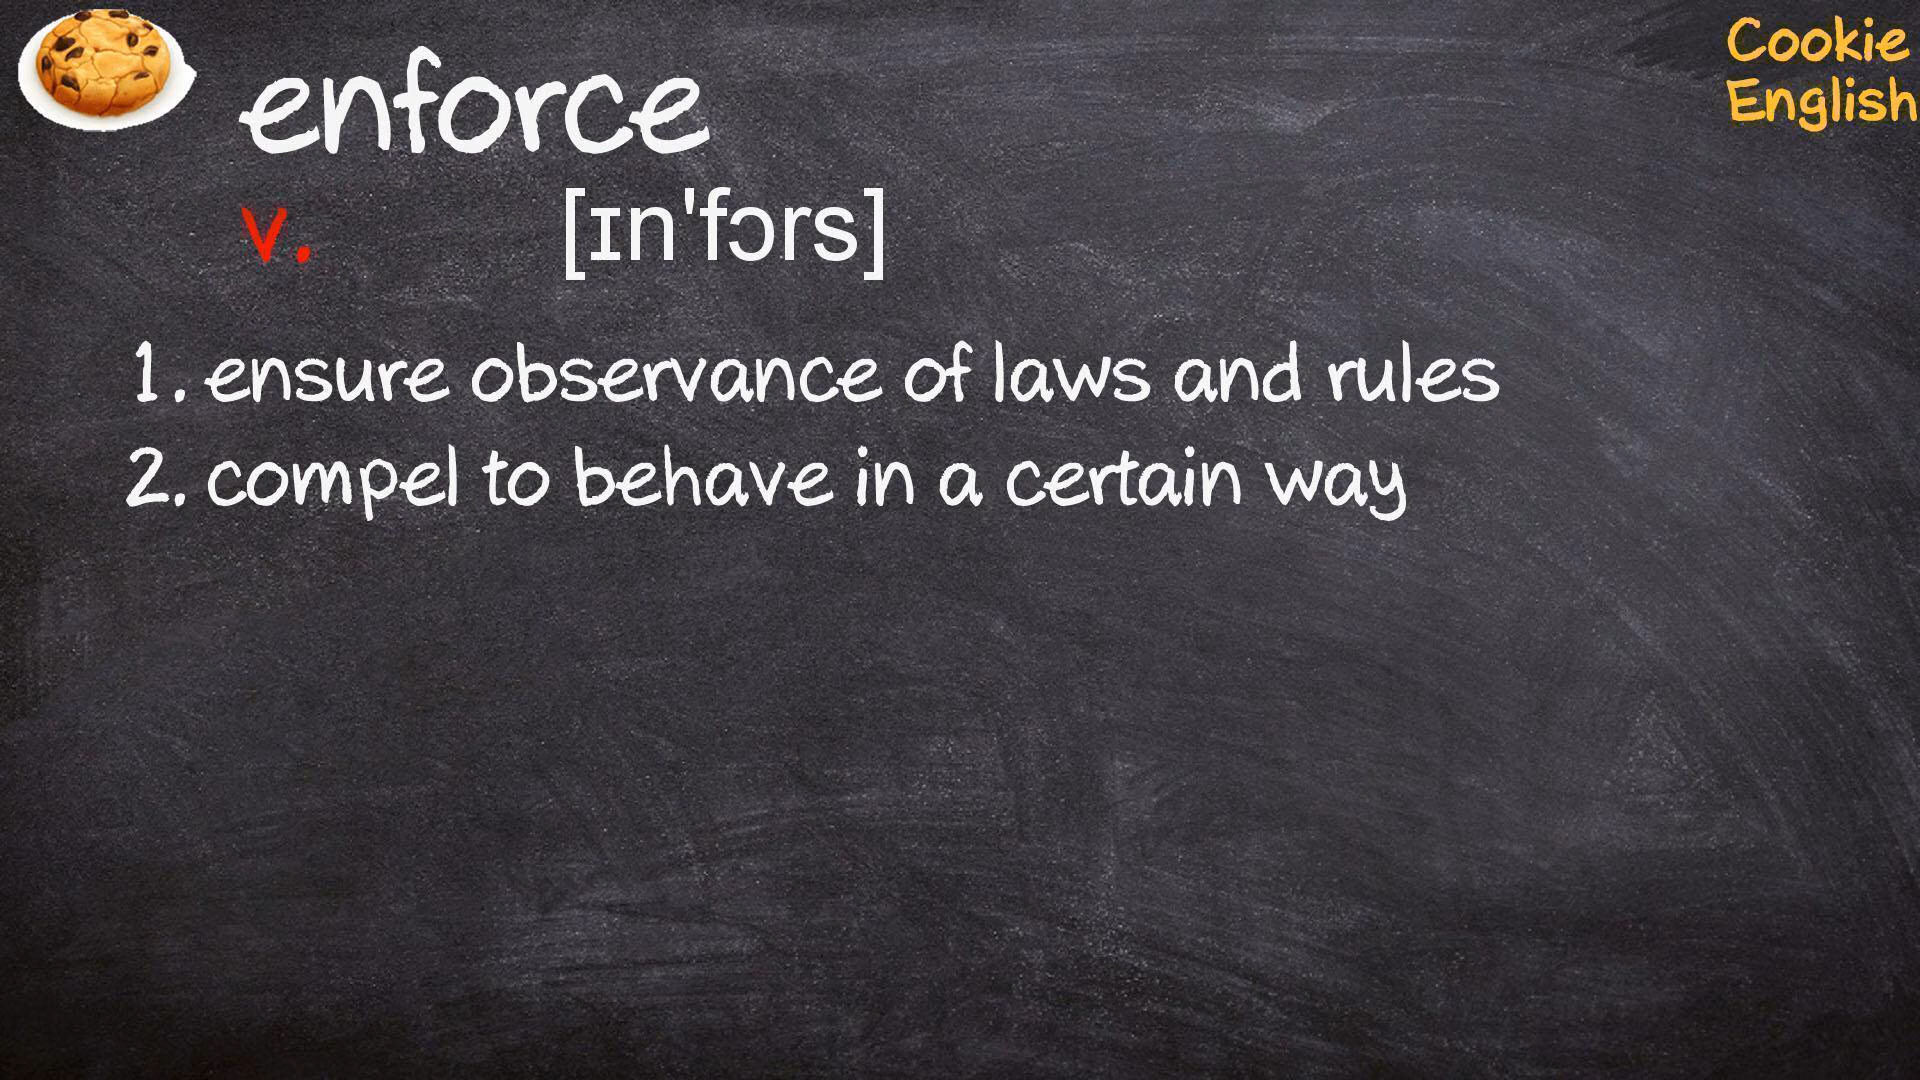 enforce
Cookie
English
v. [ɪn'fɔrs]
1. ensure observance of laws and rules
2. compel to behave in a certain way